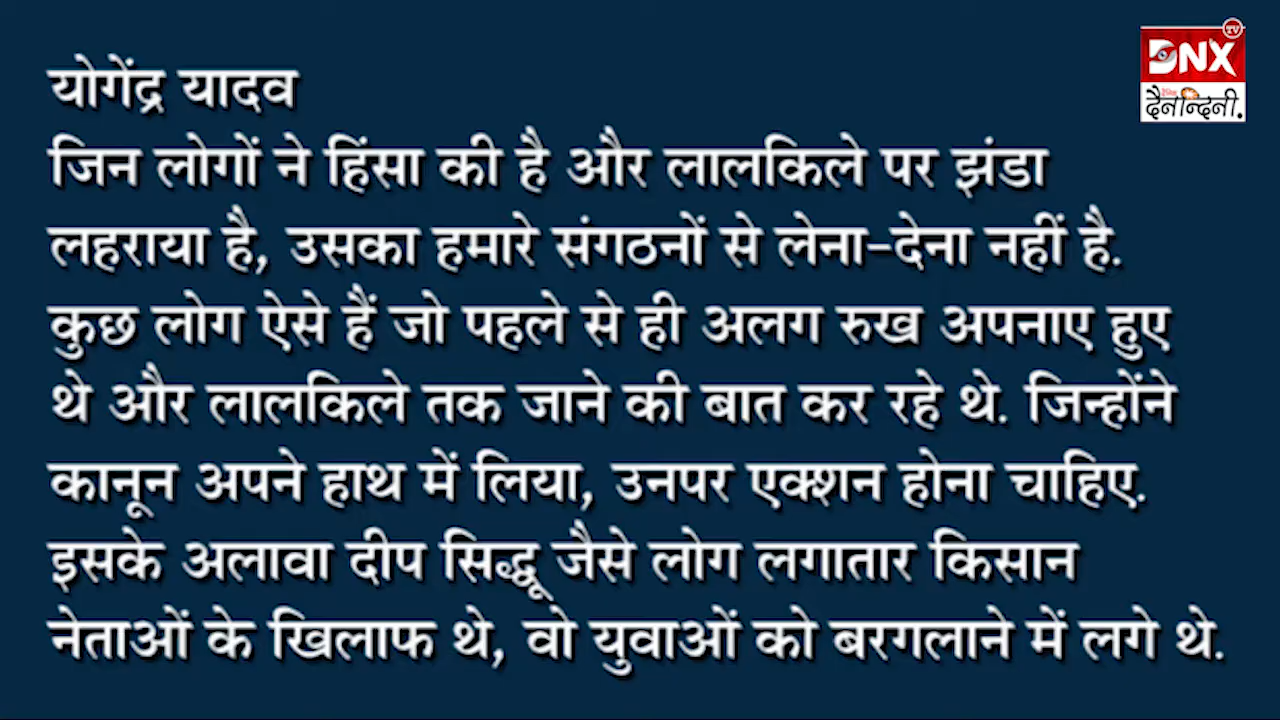 TV
DNX
दैनिक
दैनन्दिनी.
योगेंद्र यादव
जिन लोगों ने हिंसा की है और लालकिले पर झंडा
लहराया है, उसका हमारे संगठनों से लेना-देना नहीं है.
कुछ लोग ऐसे हैं जो पहले से ही अलग रुख अपनाए हुए
थे और लालकिले तक जाने की बात कर रहे थे. जिन्होंने
कानून अपने हाथ में लिया, उनपर एक्शन होना चाहिए.
इसके अलावा दीप सिद्धू जैसे लोग लगातार किसान
नेताओं के खिलाफ थे, वो युवाओं को बरगलाने में लगे थे.